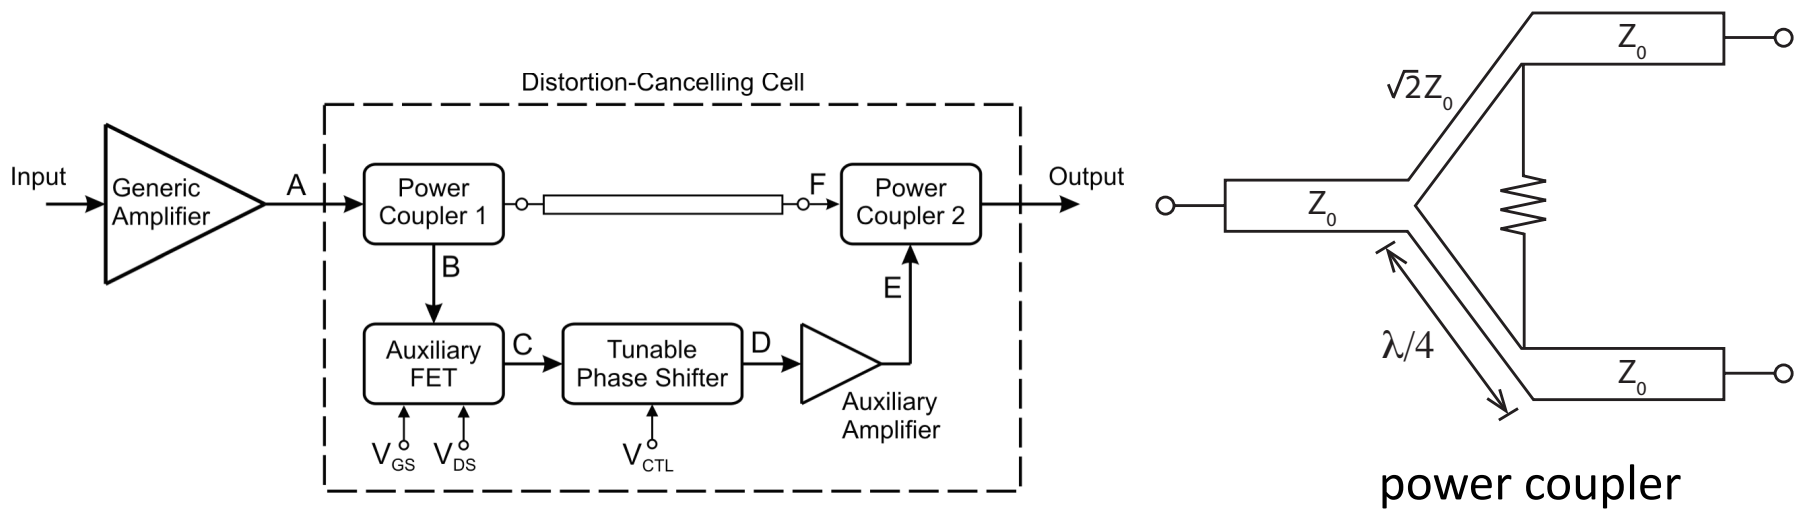 Distortion-Cancelling Cell
Input
Generic
Amplifier
A
Power
Coupler 1
F
Power
Coupler 2
Output
B
E
Auxiliary
FET
C
Tunable
Phase Shifter
D
Auxiliary
Amplifier
VGS
VDS
VCTL
Z0
√2Z0
Z0
λ/4
Z0
power coupler